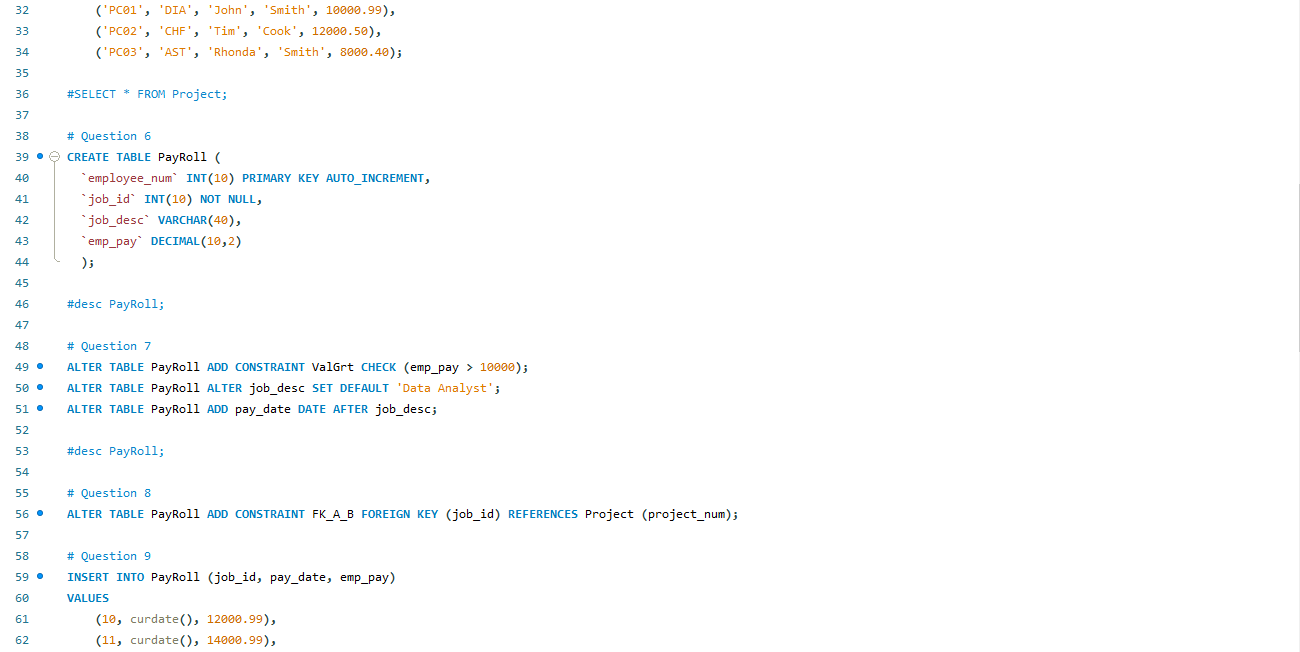 32 ('PC01', 'DIA', 'John', 'Smith', 10000.99),
33 ('PC02', 'CHF', 'Tim', 'Cook', 12000.50),
34 ('PC03', 'AST', 'Rhonda', 'Smith', 8000.40);
35
36 #SELECT * FROM Project;
37
38 # Question 6
39 CREATE TABLE PayRoll (
40 `employee_num` INT(10) PRIMARY KEY AUTO_INCREMENT,
41 `job_id` INT(10) NOT NULL,
42 `job_desc` VARCHAR(40),
43 `emp_pay` DECIMAL(10,2)
44 );
45
46 #desc PayRoll;
47
48 # Question 7
49 ALTER TABLE PayRoll ADD CONSTRAINT ValGrt CHECK (emp_pay > 10000);
50 ALTER TABLE PayRoll ALTER job_desc SET DEFAULT 'Data Analyst';
51 ALTER TABLE PayRoll ADD pay_date DATE AFTER job_desc;
52
53 #desc PayRoll;
54
55 # Question 8
56 ALTER TABLE PayRoll ADD CONSTRAINT FK_A_B FOREIGN KEY (job_id) REFERENCES Project (project_num);
57
58 # Question 9
59 INSERT INTO PayRoll (job_id, pay_date, emp_pay)
60 VALUES
61 (10, curdate(), 12000.99),
62 (11, curdate(), 14000.99),